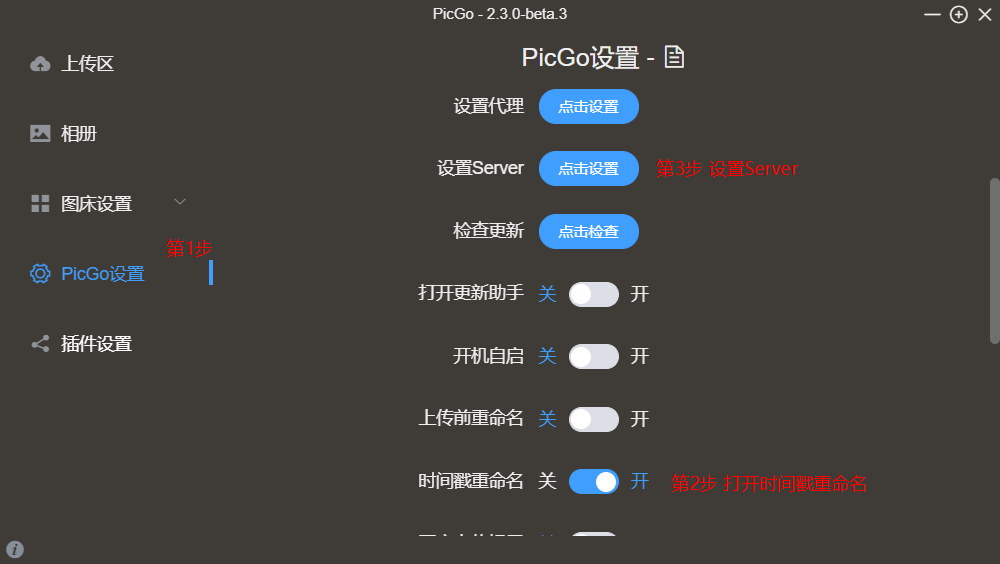 PicGo - 2.3.0-beta.3
上传区
相册
图床设置
第1步
PicGo设置
插件设置
PicGo设置 -
设置代理 点击设置
设置Server 点击设置 第3步 设置Server
检查更新 点击检查
打开更新助手 关 开
开机自启 关 开
上传前重命名 关 开
时间戳重命名 关 开 第2步 打开时间戳重命名